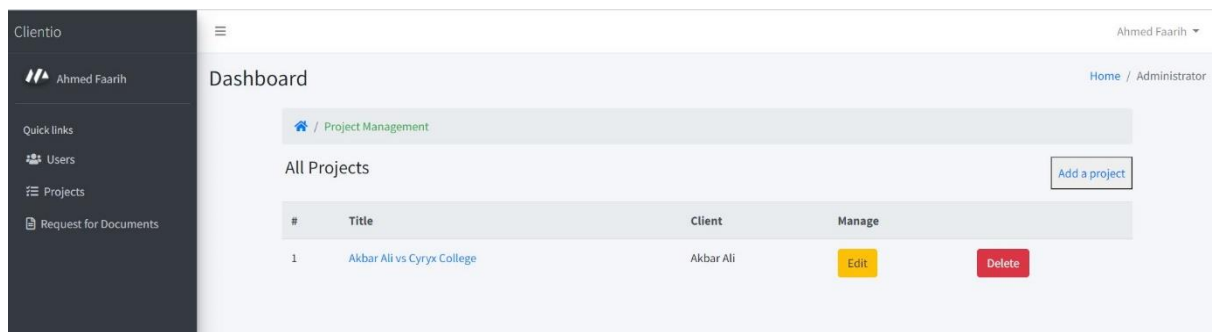 Clientio
Ahmed Faarih
Ahmed Faarih
Dashboard
Home / Administrator
Quick links
Users
Projects
Request for Documents
/ Project Management
All Projects
Add a project
# Title Client Manage
1 Akbar Ali vs Cyryx College Akbar Ali Edit Delete